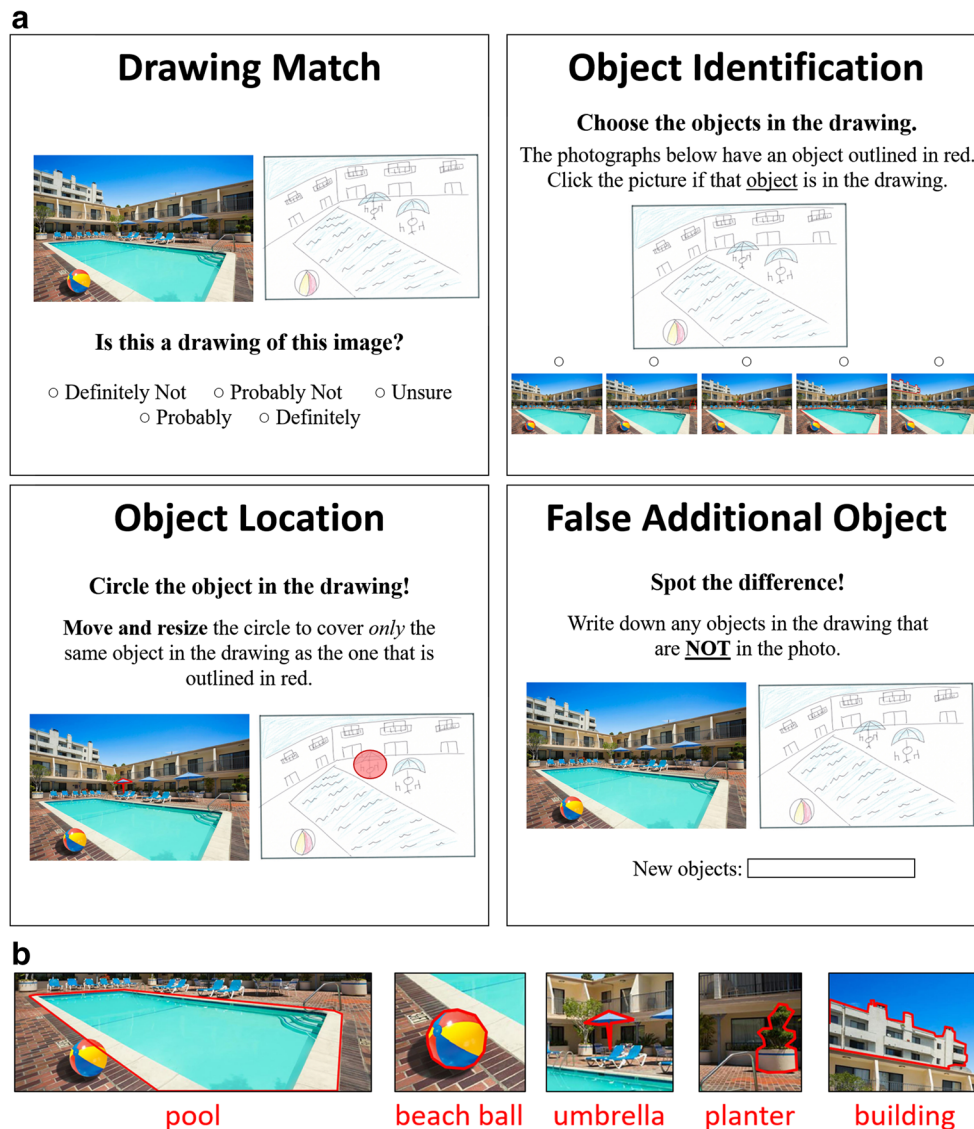 a
Drawing Match
Is this a drawing of this image?
Definitely Not Probably Not Unsure
Probably Definitely
Object Identification
Choose the objects in the drawing.
The photographs below have an object outlined in red.
Click the picture if that object is in the drawing.
Object Location
Circle the object in the drawing!
Move and resize the circle to cover only the
same object in the drawing as the one that is
outlined in red.
False Additional Object
Spot the difference!
Write down any objects in the drawing that
are NOT in the photo.
New objects:
b
pool
beach ball
umbrella
planter
building